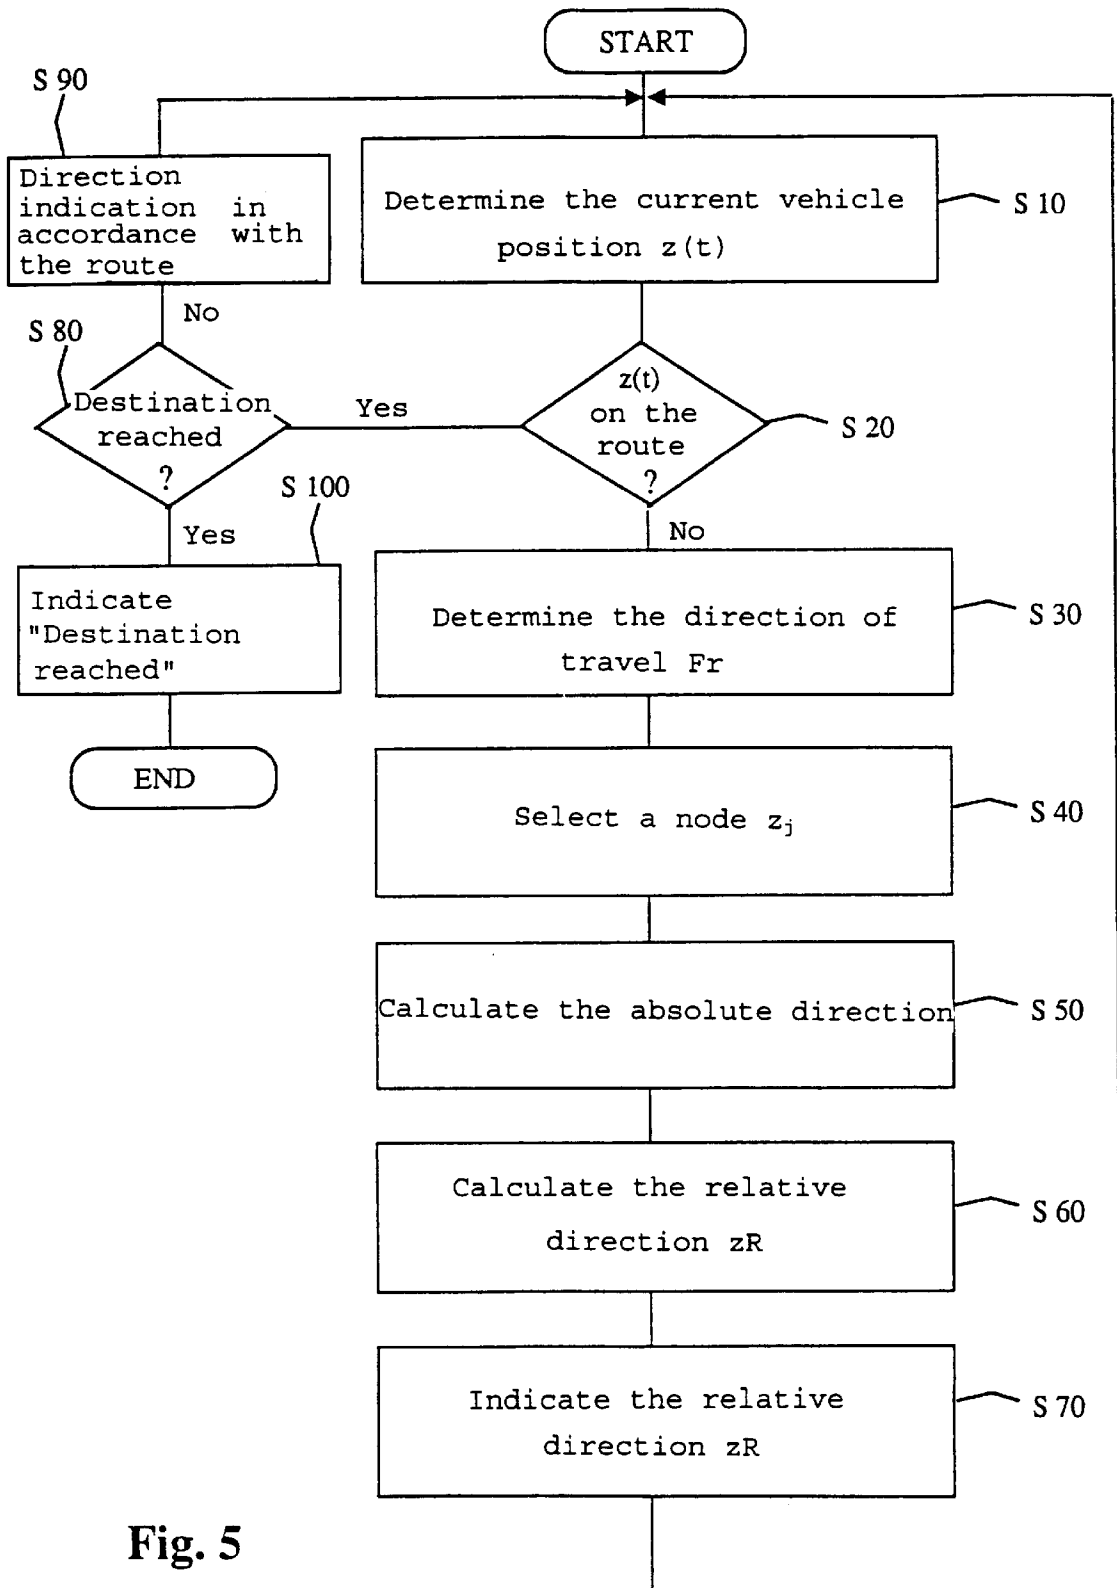 START
S 90
Direction
indication in
accordance with
the route
Determine the current vehicle
position z(t)
S 10
No
S 80
Destination
reached
?
Yes
z(t)
on the
route
?
S 20
S 100
Yes
No
Indicate
"Destination
reached"
Determine the direction of
travel Fr
S 30
END
Select a node zj
S 40
Calculate the absolute direction
S 50
Calculate the relative
direction zR
S 60
Indicate the relative
direction zR
S 70
Fig. 5